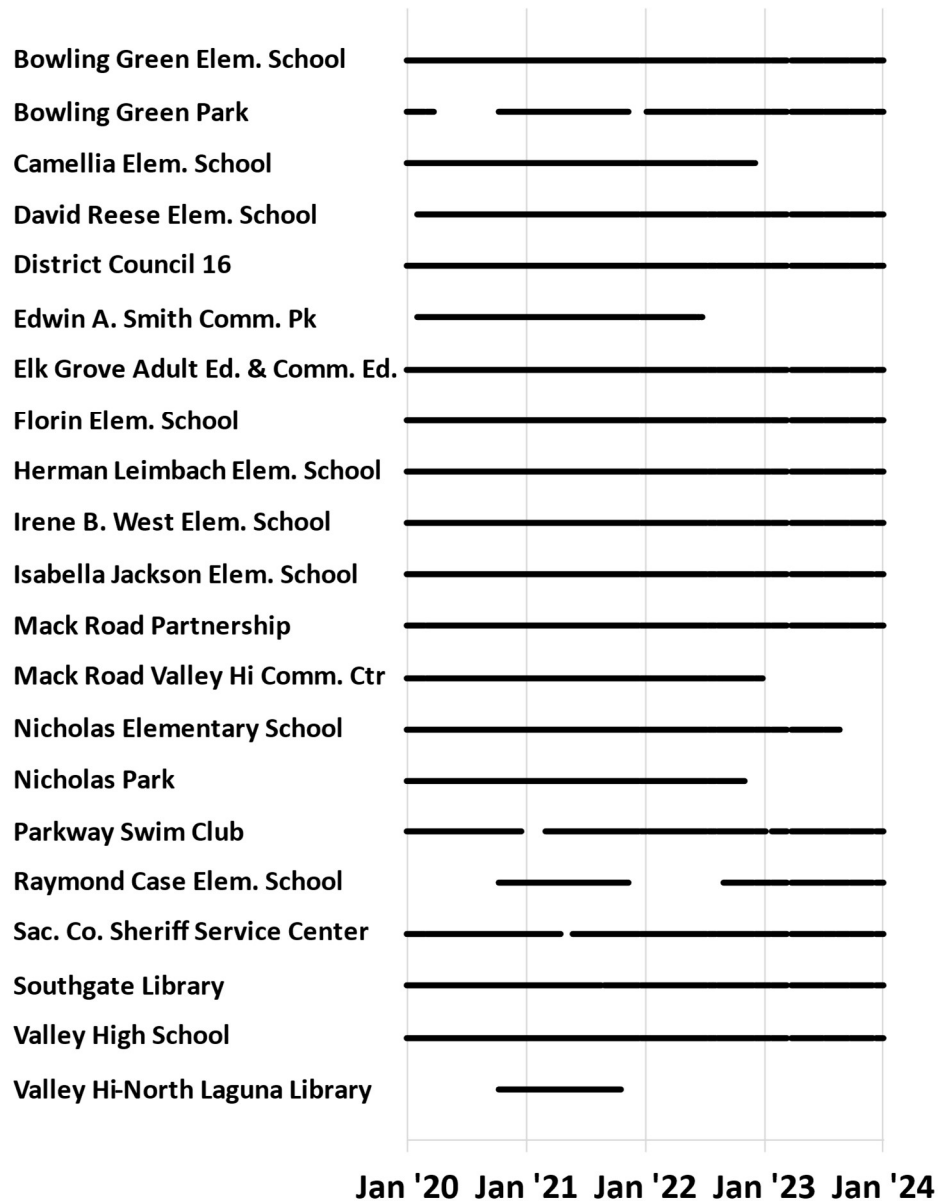 Bowling Green Elem. School
Bowling Green Park
Camellia Elem. School
David Reese Elem. School
District Council 16
Edwin A. Smith Comm. Pk
Elk Grove Adult Ed. & Comm. Ed.
Florin Elem. School
Herman Leimbach Elem. School
Irene B. West Elem. School
Isabella Jackson Elem. School
Mack Road Partnership
Mack Road Valley Hi Comm. Ctr
Nicholas Elementary School
Nicholas Park
Parkway Swim Club
Raymond Case Elem. School
Sac. Co. Sheriff Service Center
Southgate Library
Valley High School
Valley Hi-North Laguna Library
Jan '20 Jan '21 Jan '22 Jan '23 Jan '24